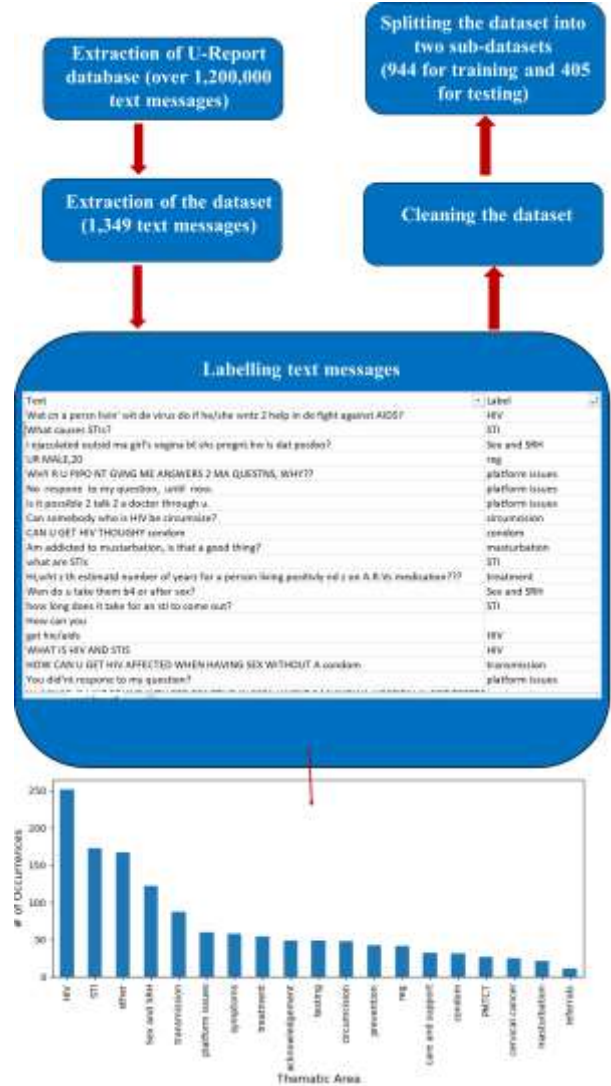 Extraction of U-Report
database (over 1,200,000
text messages)
Splitting the dataset into
two sub-datasets
(944 for training and 405
for testing)
Extraction of the dataset
(1,349 text messages)
Cleaning the dataset
Labelling text messages
Text Label
Wat cn a persn livin' wit de virus do if he/she wntz 2 help in de fight against AIDS? HIV
What causes STIs? STI
I ejaculated outsid ma girl's vagina bt shs pregnt hw is dat posibo? Sex and SRH
UR MALE,20 reg
WHY R U PIPO NT GVNG ME ANSWERS 2 MA QUESTNS, WHY?? platform issues
No respone to my question, until now. platform issues
Is it possible 2 talk 2 a doctor through u. platform issues
Can somebody who is HIV be circumsize? circumission
CAN U GET HIV THOUGHY condom condom
Am addicted to mustarbation, is that a good thing? masturbation
what are STIs STI
Hi,wht z th estimatd number of years for a person living positivly nd z on A.R.Vs medication??? treatment
Wen do u take them b4 or after sex? Sex and SRH
how long does it take for an sti to come out? STI
How can you
get hiv/aids HIV
WHAT IS HIV AND STIS HIV
HOW CAN U GET HIV AFFECTED WHEN HAVING SEX WITHOUT A condom transmission
You did'nt response to my question? platform issues
# of Occurrences
250
200
150
100
50
0
HIV
STI
other
Sex and SRH
transmission
platform issues
symptoms
treatment
acknowledgement
testing
circumcision
prevention
reg
care and support
condom
PMTCT
cervical cancer
masturbation
referrals
Thematic Area